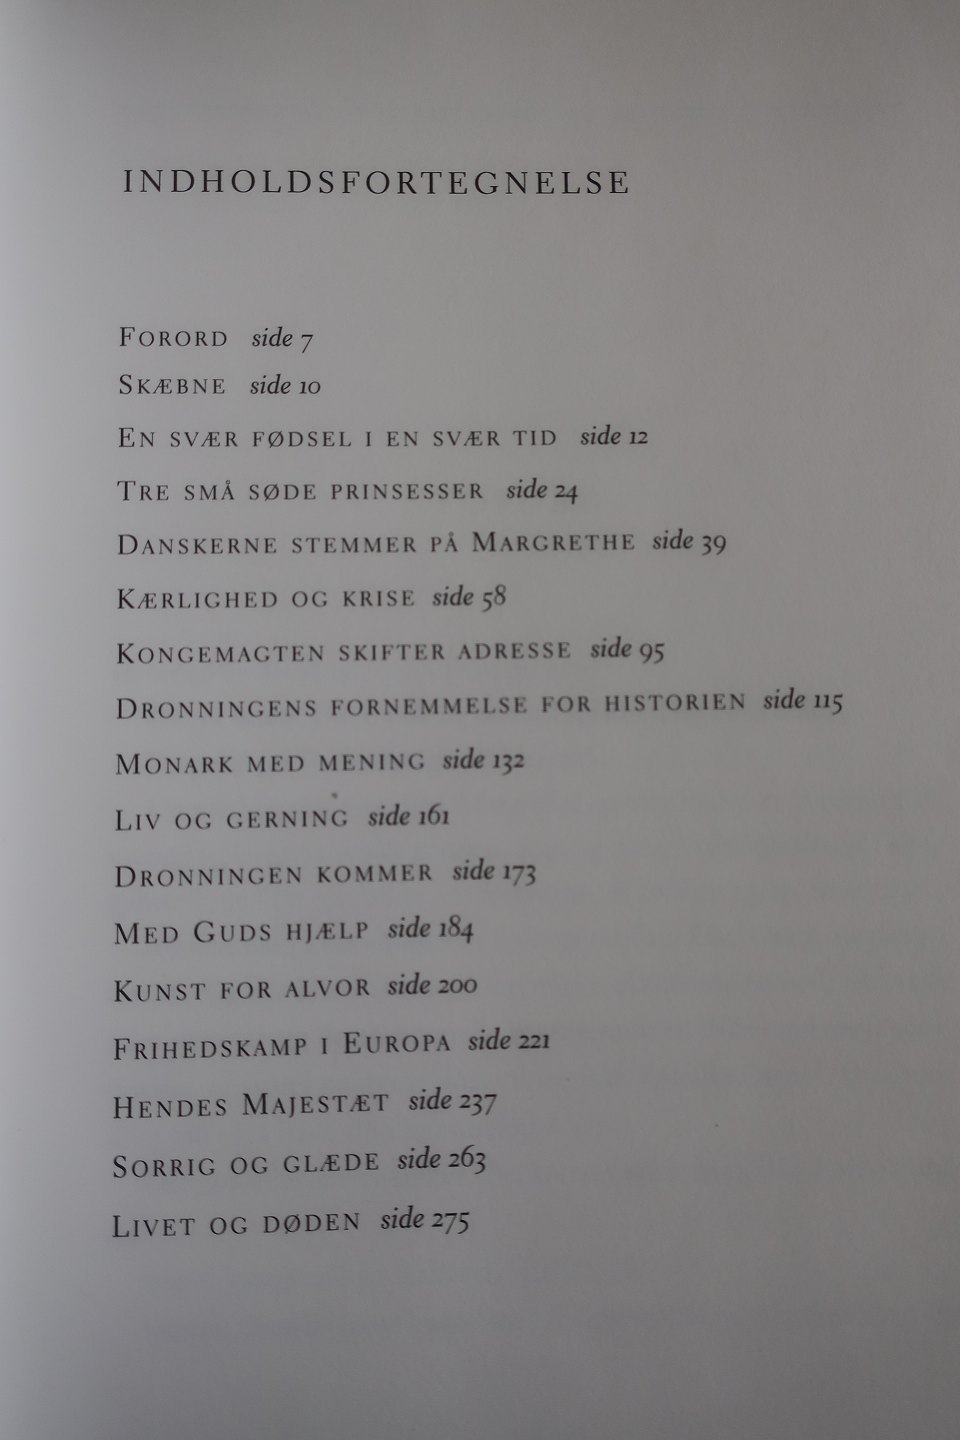 INDHOLDSFORTEGNELSE
Forord side 7
Skæbne side 10
En svær fødsel i en svær tid side 12
Tre små søde prinsesser side 24
Danskerne stemmer på Margrethe side 39
Kærlighed og krise side 58
Kongemagten skifter adresse side 95
Dronningens fornemmelse for historien side 115
Monark med mening side 132
Liv og gerning side 161
Dronningen kommer side 173
Med Guds hjælp side 184
Kunst for alvor side 200
Frihedskamp i Europa side 221
Hendes Majestæt side 237
Sorrig og glæde side 263
Livet og døden side 275